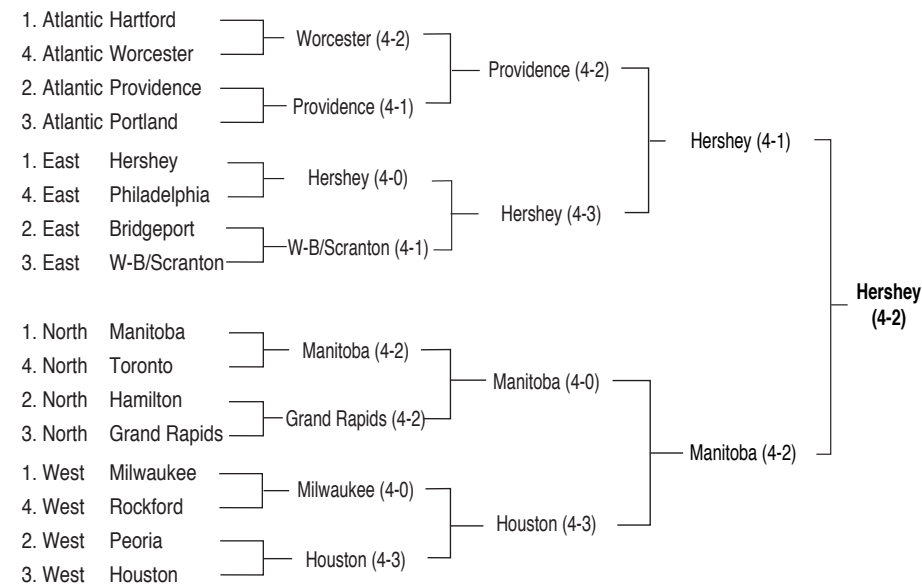 1. Atlantic Hartford
4. Atlantic Worcester
2. Atlantic Providence
3. Atlantic Portland
1. East Hershey
4. East Philadelphia
2. East Bridgeport
3. East W-B/Scranton
1. North Manitoba
4. North Toronto
2. North Hamilton
3. North Grand Rapids
1. West Milwaukee
4. West Rockford
2. West Peoria
3. West Houston
Worcester (4-2)
Providence (4-1)
Hershey (4-0)
W-B/Scranton (4-1)
Manitoba (4-2)
Grand Rapids (4-2)
Milwaukee (4-0)
Houston (4-3)
Providence (4-2)
Hershey (4-3)
Manitoba (4-0)
Houston (4-3)
Hershey (4-1)
Manitoba (4-2)
Hershey
(4-2)